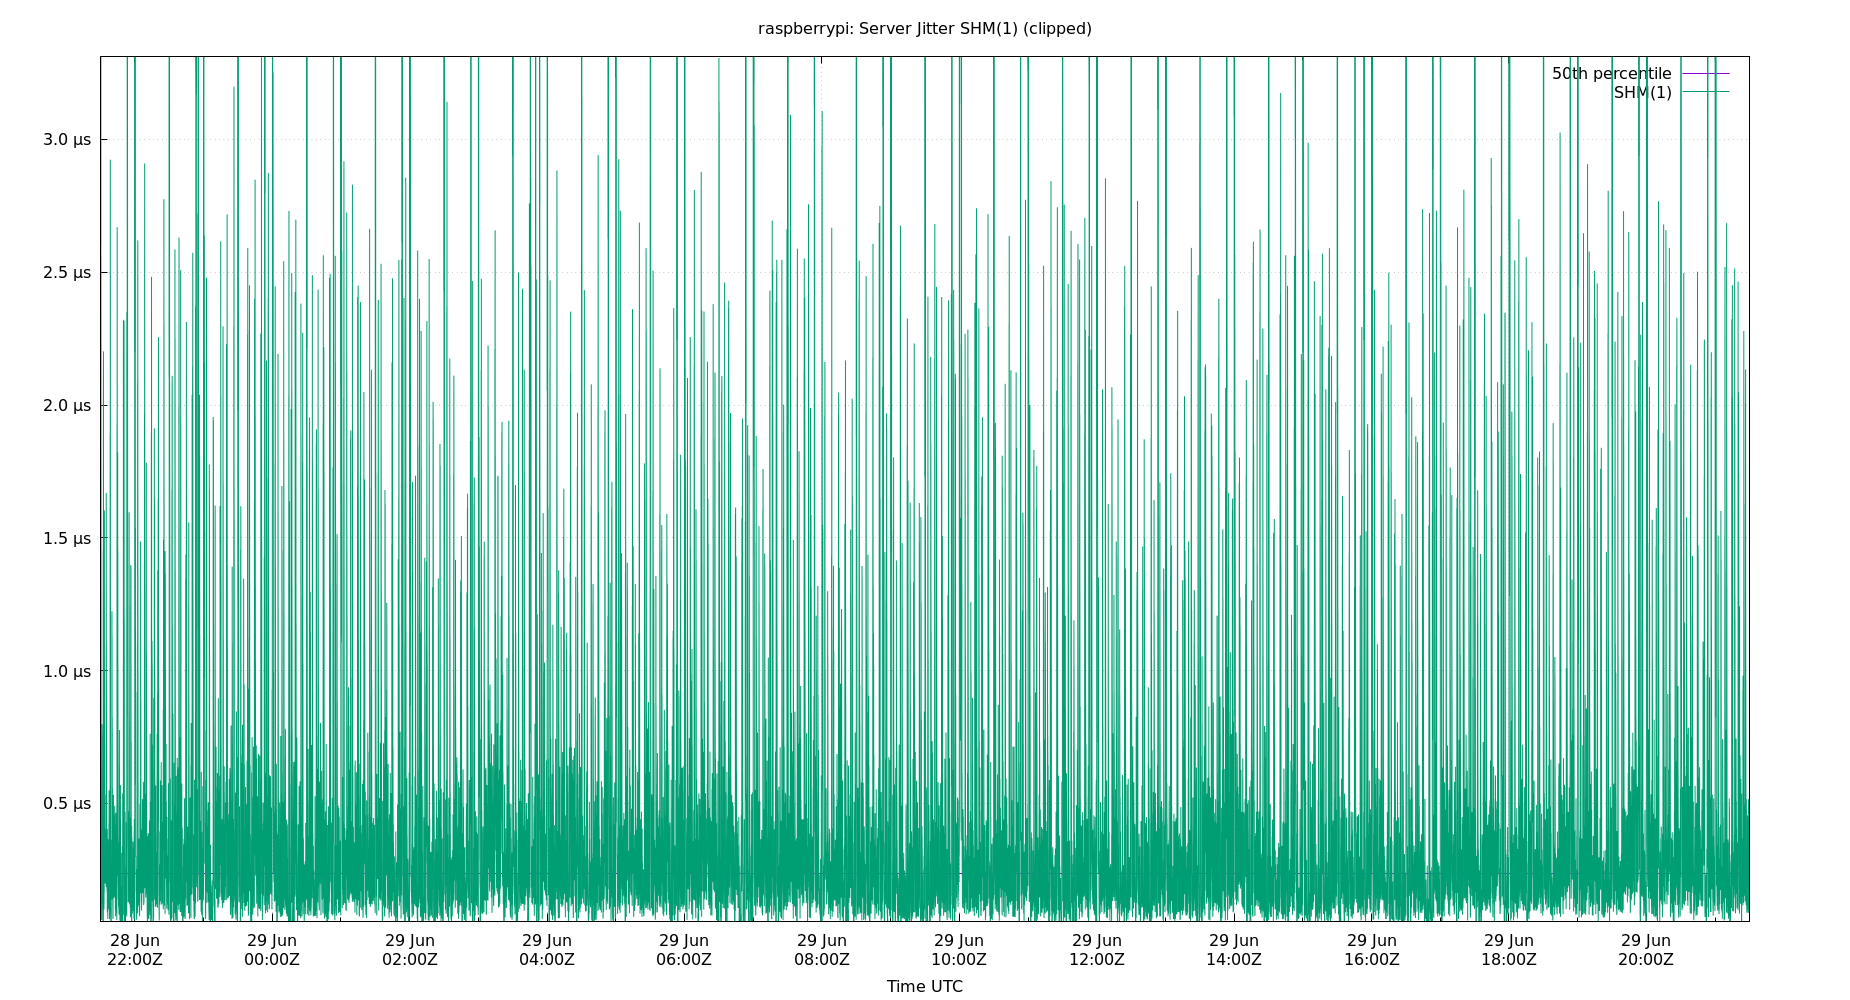 raspberrypi: Server Jitter SHM(1) (clipped)
50th percentile
SHM(1)
3.0 µs
2.5 µs
2.0 µs
1.5 µs
1.0 µs
0.5 µs
28 Jun 29 Jun 29 Jun 29 Jun 29 Jun 29 Jun 29 Jun 29 Jun 29 Jun 29 Jun 29 Jun 29 Jun
22:00Z 00:00Z 02:00Z 04:00Z 06:00Z 08:00Z 10:00Z 12:00Z 14:00Z 16:00Z 18:00Z 20:00Z
Time UTC